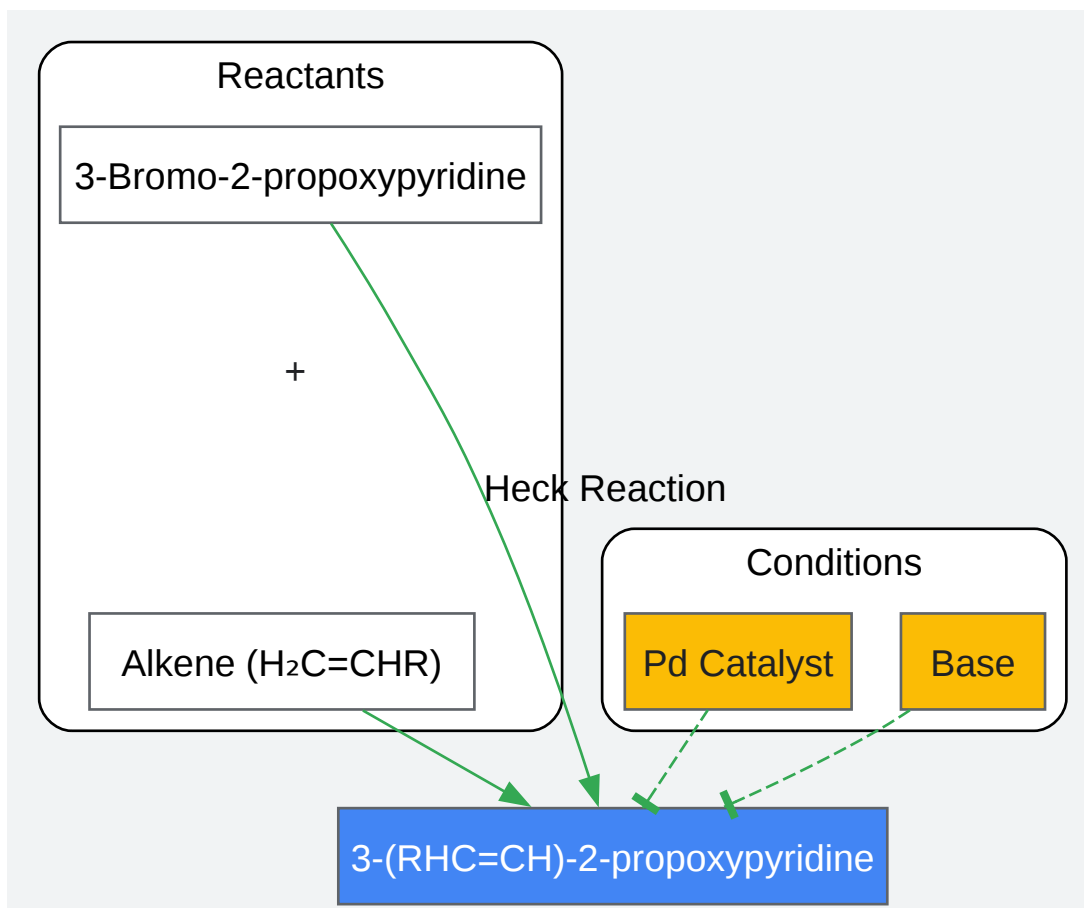 Reactants
3-Bromo-2-propoxypyridine
+
Heck Reaction
Conditions
Alkene (H₂C=CHR)
Pd Catalyst
Base
3-(RHC=CH)-2-propoxypyridine